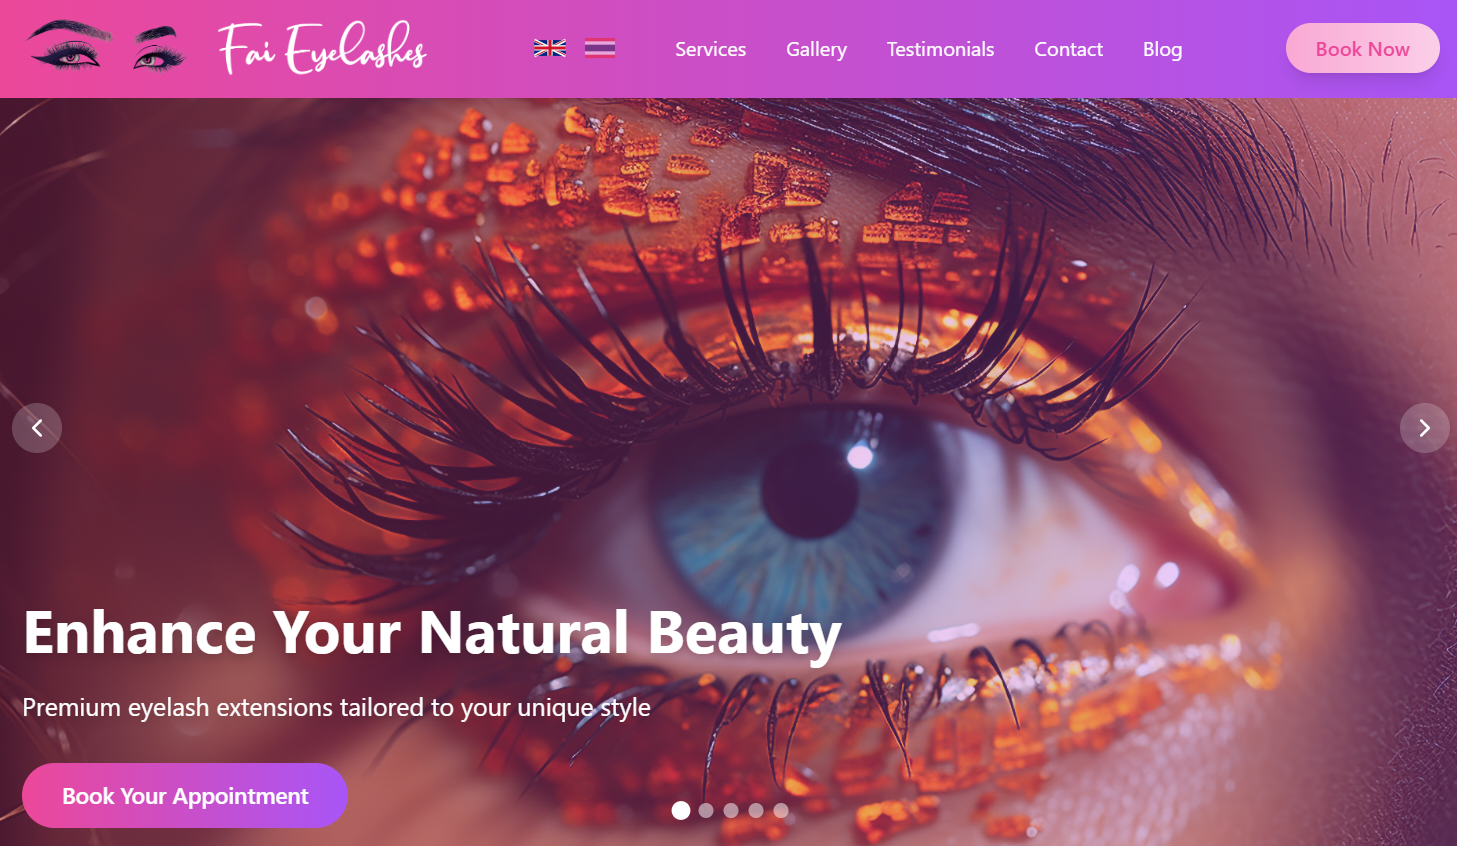 Fai Eyelashes
Services
Gallery
Testimonials
Contact
Blog
Book Now
Enhance Your Natural Beauty
Premium eyelash extensions tailored to your unique style
Book Your Appointment